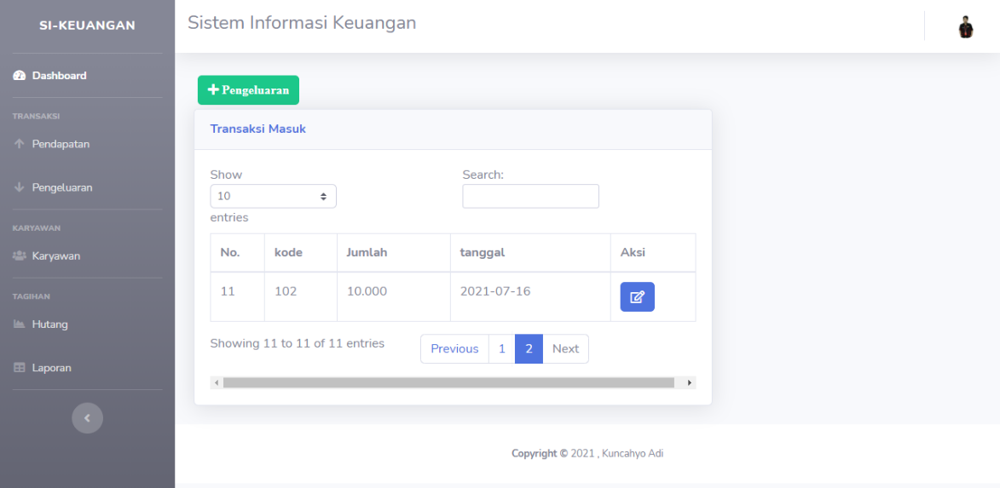 SI-KEUANGAN
Sistem Informasi Keuangan
Dashboard
TRANSAKSI
Pendapatan
Pengeluaran
KARYAWAN
Karyawan
TAGIHAN
Hutang
Laporan
Pengeluaran
Transaksi Masuk
Show
10
entries
Search:
No. kode Jumlah tanggal Aksi
11 102 10.000 2021-07-16
Showing 11 to 11 of 11 entries
Previous 1 2 Next
Copyright © 2021 , Kuncahyo Adi